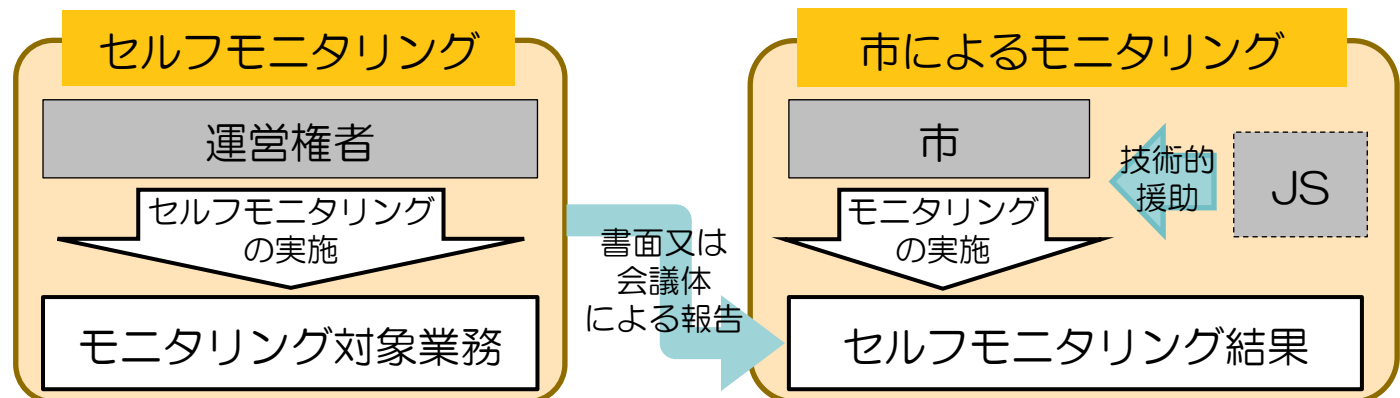 セルフモニタリング
運営権者
セルフモニタリング
の実施
モニタリング対象業務
書面又は
会議体
による報告
市によるモニタリング
市
技術的
援助
JS
モニタリング
の実施
セルフモニタリング結果